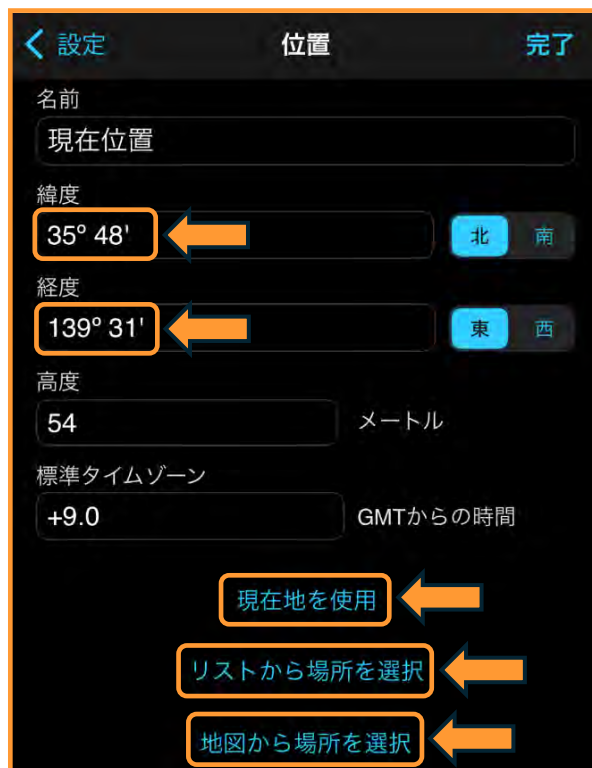 設定 位置 完了
名前
現在位置
緯度
35° 48' 北 南
経度
139° 31' 東 西
高度
54 メートル
標準タイムゾーン
+9.0 GMTからの時間
現在地を使用
リストから場所を選択
地図から場所を選択